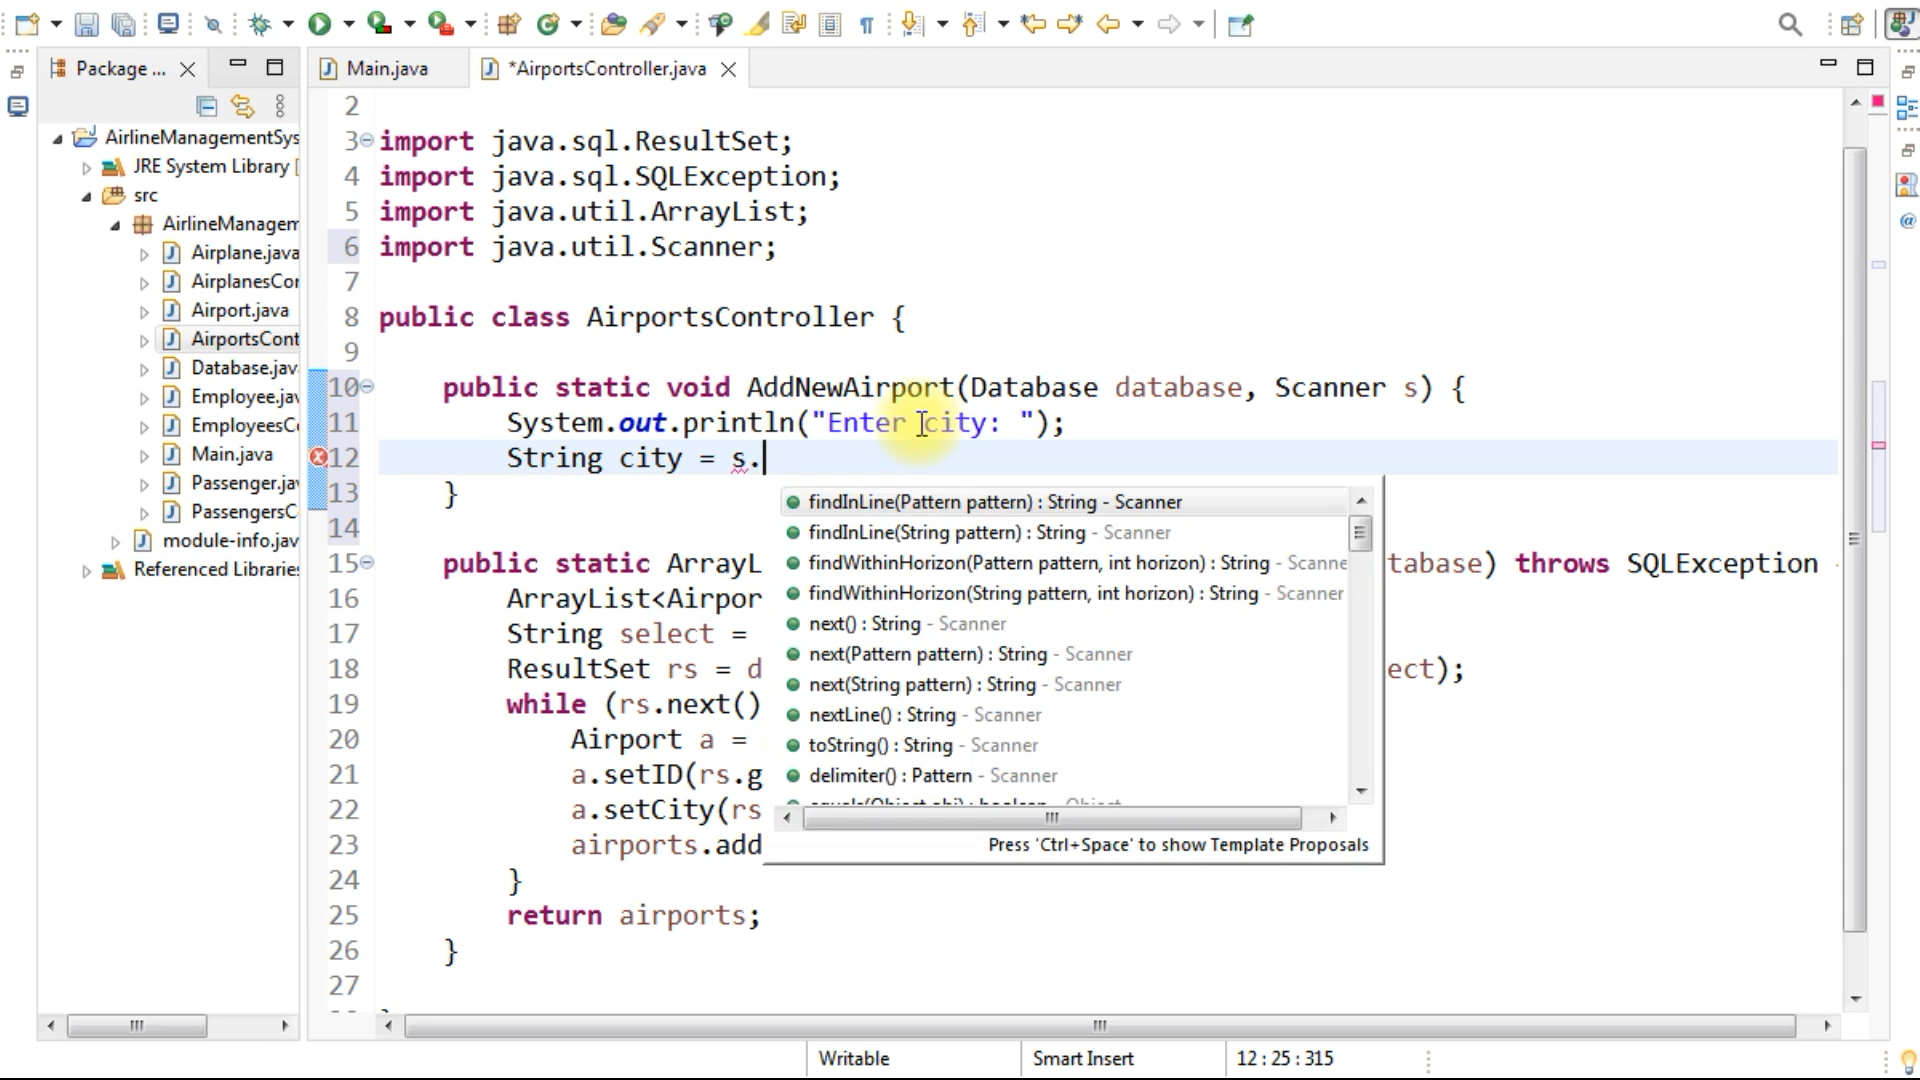 Package ...
Main.java
*AirportsController.java
AirlineManagementSys
JRE System Library [
src
AirlineManagem
Airplane.java
AirplanesCor
Airport.java
AirportsCont
Database.jav
Employee.jav
EmployeesC
Main.java
Passenger.jav
PassengersC
module-info.jav
Referenced Libraries
2
3 import java.sql.ResultSet;
4 import java.sql.SQLException;
5 import java.util.ArrayList;
6 import java.util.Scanner;
7
8 public class AirportsController {
9
10 public static void AddNewAirport(Database database, Scanner s) {
11 System.out.println("Enter city: ");
12 String city = s.
13 }
14
15 public static ArrayL tabase) throws SQLException
16 ArrayList<Airpor
17 String select =
18 ResultSet rs = d ect);
19 while (rs.next()
20 Airport a =
21 a.setID(rs.g
22 a.setCity(rs
23 airports.add
24 }
25 return airports;
26 }
27
findInLine(Pattern pattern) : String - Scanner
findInLine(String pattern) : String - Scanner
findWithinHorizon(Pattern pattern, int horizon) : String - Scanne
findWithinHorizon(String pattern, int horizon) : String - Scanner
next() : String - Scanner
next(Pattern pattern) : String - Scanner
next(String pattern) : String - Scanner
nextLine() : String - Scanner
toString() : String - Scanner
delimiter() : Pattern - Scanner
Press 'Ctrl+Space' to show Template Proposals
Writable
Smart Insert
12 : 25 : 315